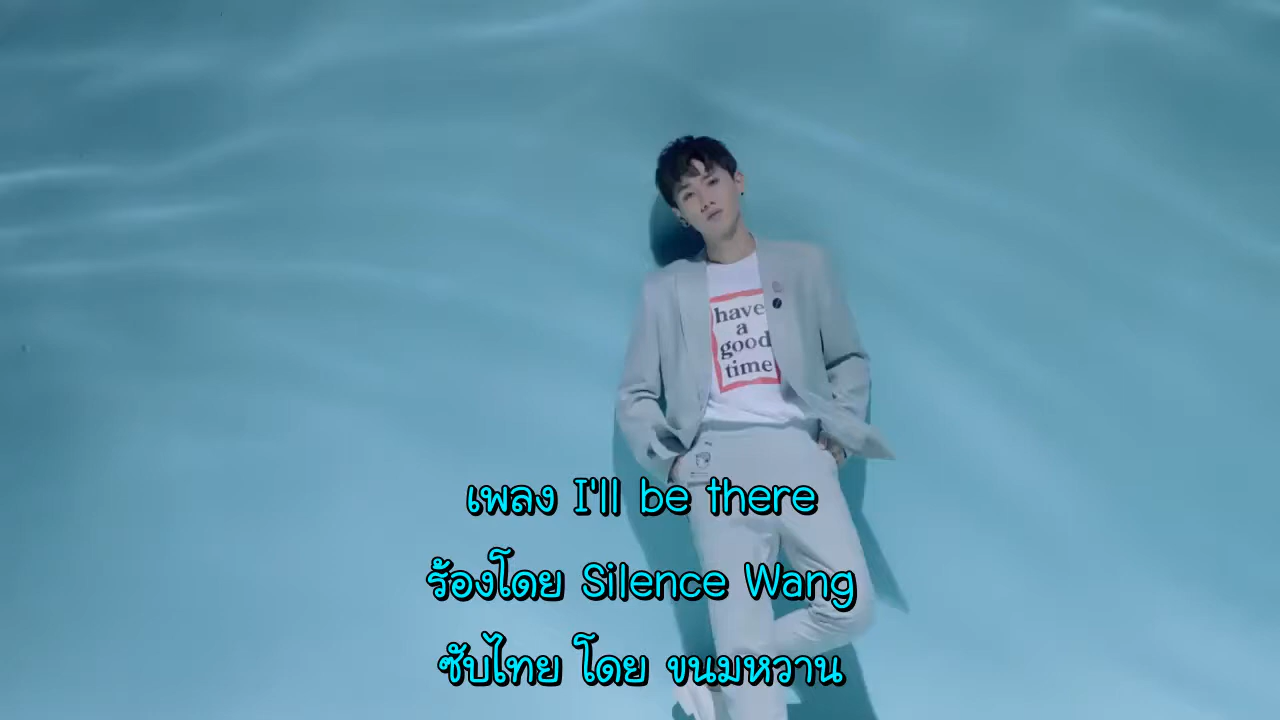 have
a
good
time
เพลง I'll be there
ร้องโดย Silence Wang
ซับไทย โดย ขนมหวาน